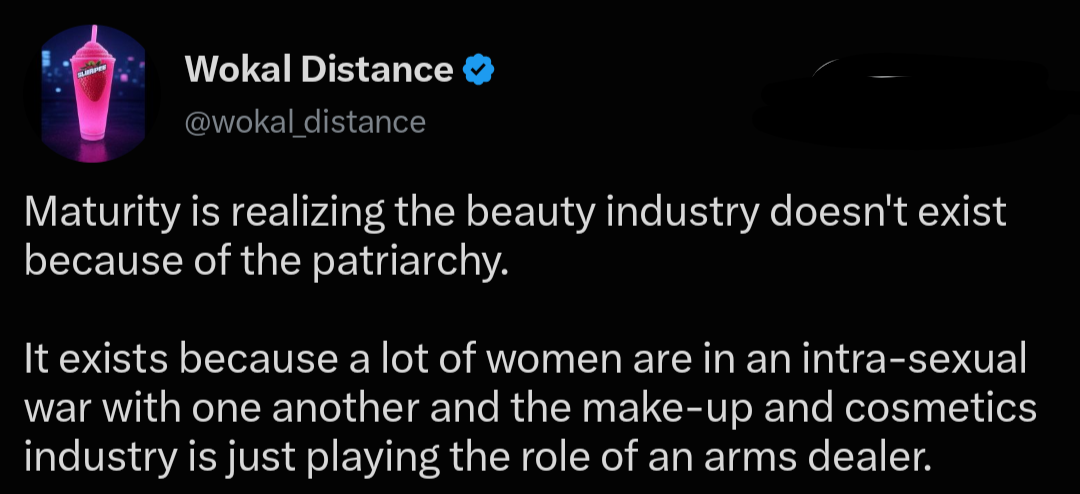 Wokal Distance
@wokal_distance
Maturity is realizing the beauty industry doesn't exist
because of the patriarchy.
It exists because a lot of women are in an intra-sexual
war with one another and the make-up and cosmetics
industry is just playing the role of an arms dealer.